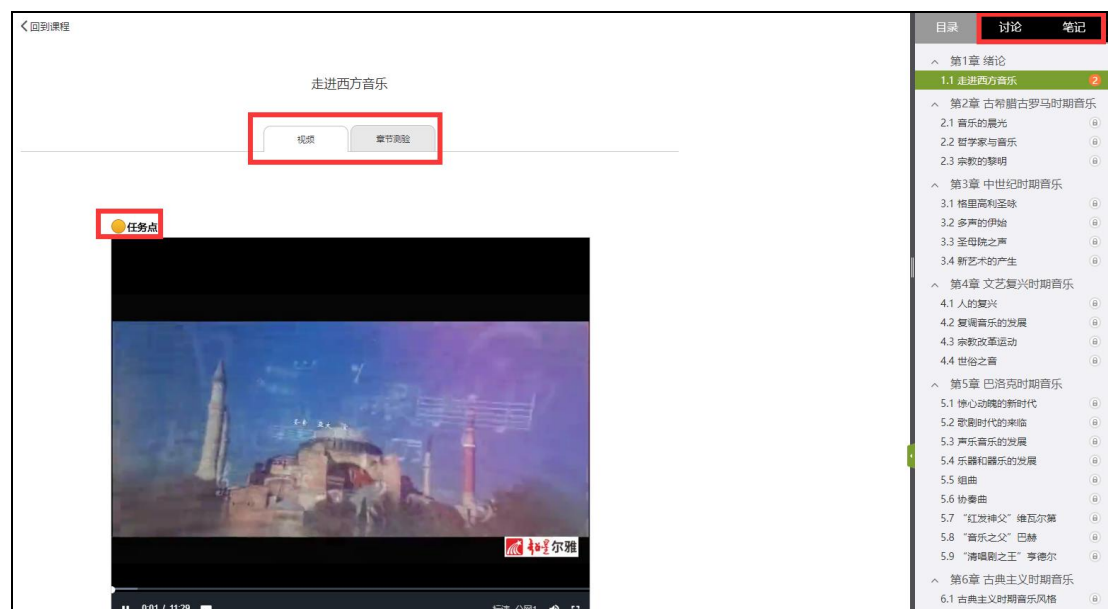 回到课程
走进西方音乐
视频
章节测验
任务点
尔雅
0:01 / 11:29
目录
讨论
笔记
第1章 绪论
1.1 走进西方音乐
2
第2章 古希腊古罗马时期音乐
2.1 音乐的晨光
2.2 哲学家与音乐
2.3 宗教的黎明
第3章 中世纪时期音乐
3.1 格里高利圣咏
3.2 多声的伊始
3.3 圣母院之声
3.4 新艺术的产生
第4章 文艺复兴时期音乐
4.1 人的复兴
4.2 复调音乐的发展
4.3 宗教改革运动
4.4 世俗之音
第5章 巴洛克时期音乐
5.1 惊心动魄的新时代
5.2 歌剧时代的来临
5.3 声乐音乐的发展
5.4 乐器和器乐的发展
5.5 组曲
5.6 协奏曲
5.7 “红发神父”维瓦尔第
5.8 “音乐之父”巴赫
5.9 “清唱剧之王”亨德尔
第6章 古典主义时期音乐
6.1 古典主义时期音乐风格